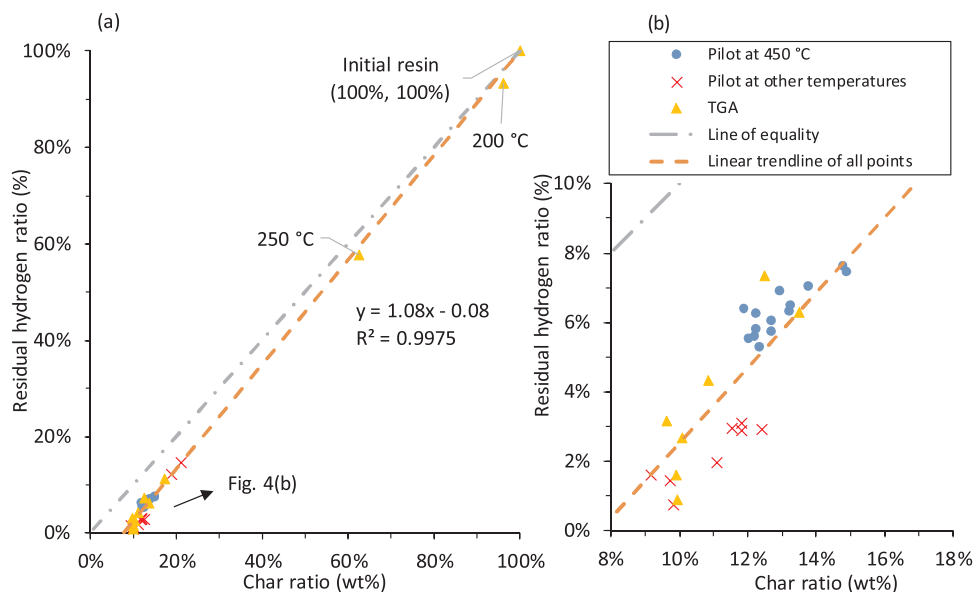 (a)
Residual hydrogen ratio (%)
100%
80%
60%
40%
20%
0%
0%
20%
40%
60%
80%
100%
Char ratio (wt%)
Initial resin
(100%, 100%)
200 °C
250 °C
y = 1.08x - 0.08
R² = 0.9975
Fig. 4(b)
(b)
Pilot at 450 °C
Pilot at other temperatures
TGA
Line of equality
Linear trendline of all points
Residual hydrogen ratio (%)
10%
8%
6%
4%
2%
0%
8%
10%
12%
14%
16%
18%
Char ratio (wt%)